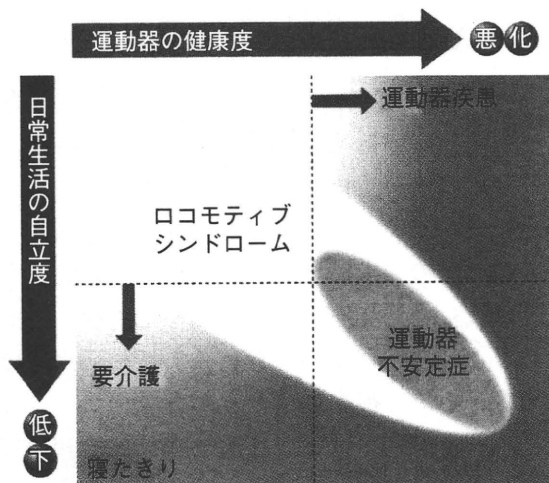 運動器の健康度
悪化
日常生活の自立度
低下
運動器疾患
ロコモティブ
シンドローム
運動器
不安定症
要介護
寝たきり